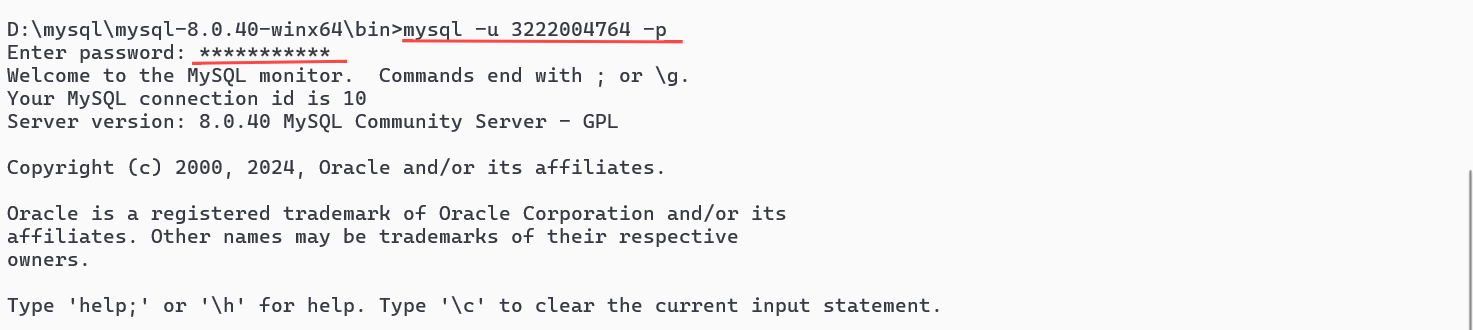 D:\mysql\mysql-8.0.40-winx64\bin>mysql -u 3222004764 -p
Enter password: ***********
Welcome to the MySQL monitor.  Commands end with ; or \g.
Your MySQL connection id is 10
Server version: 8.0.40 MySQL Community Server - GPL

Copyright (c) 2000, 2024, Oracle and/or its affiliates.

Oracle is a registered trademark of Oracle Corporation and/or its
affiliates. Other names may be trademarks of their respective
owners.

Type 'help;' or '\h' for help. Type '\c' to clear the current input statement.